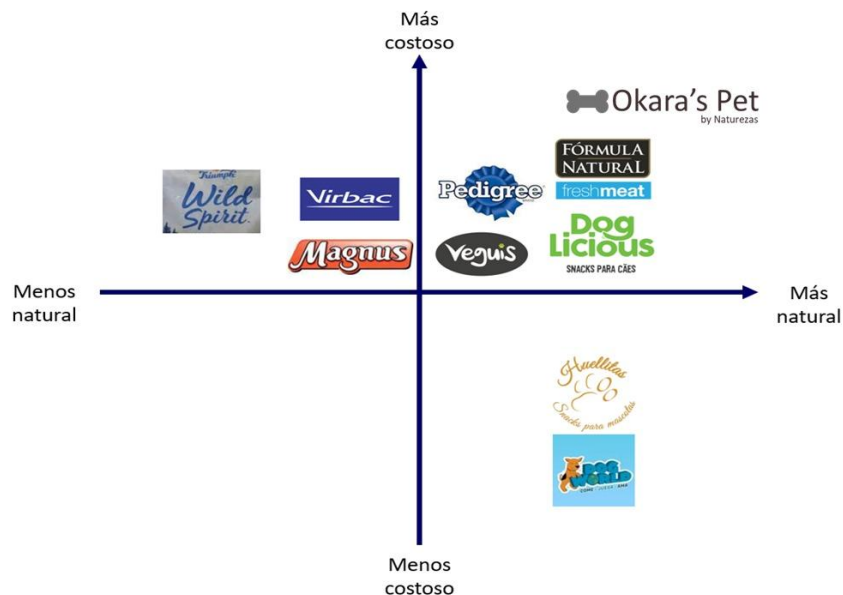 Más
costoso
Okara's Pet
by Naturezas
FÓRMULA
NATURAL
freshmeat
Triumph
Wild
Spirit
Virbac
Pedigree
Dog
Licious
SNACKS PARA CÃES
Magnus
Veguis
Menos
natural
Más
natural
Huellitas
Snacks para mascotas
DOG
WORLD
Menos
costoso